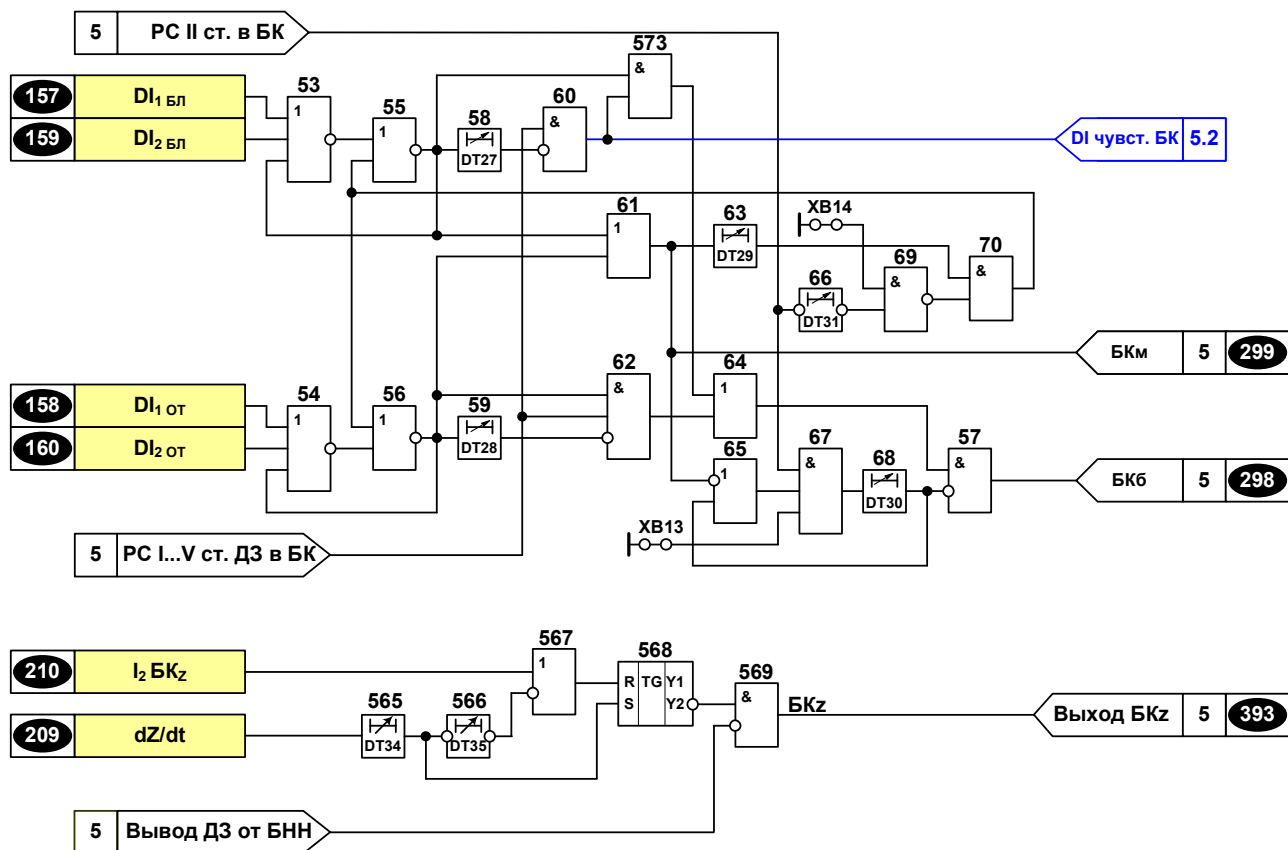 5 РС II ст. в БК
573
&
157 DI1 БЛ
53
1
55
1
58
DT27
60
&
159 DI2 БЛ
DI чувст. БК 5.2
61
1
63
DT29
XB14
69
&
70
&
66
DT31
БКм 5 299
158 DI1 ОТ
54
1
56
1
59
DT28
62
&
64
1
160 DI2 ОТ
65
1
67
&
68
DT30
57
&
БКб 5 298
XB13
5 РС I...V ст. ДЗ в БК
210 I2 БКZ
567
1
568
R TG Y1
S Y2
569
&
БКz
Выход БКz 5 393
209 dZ/dt
565
DT34
566
DT35
5 Вывод ДЗ от БНН